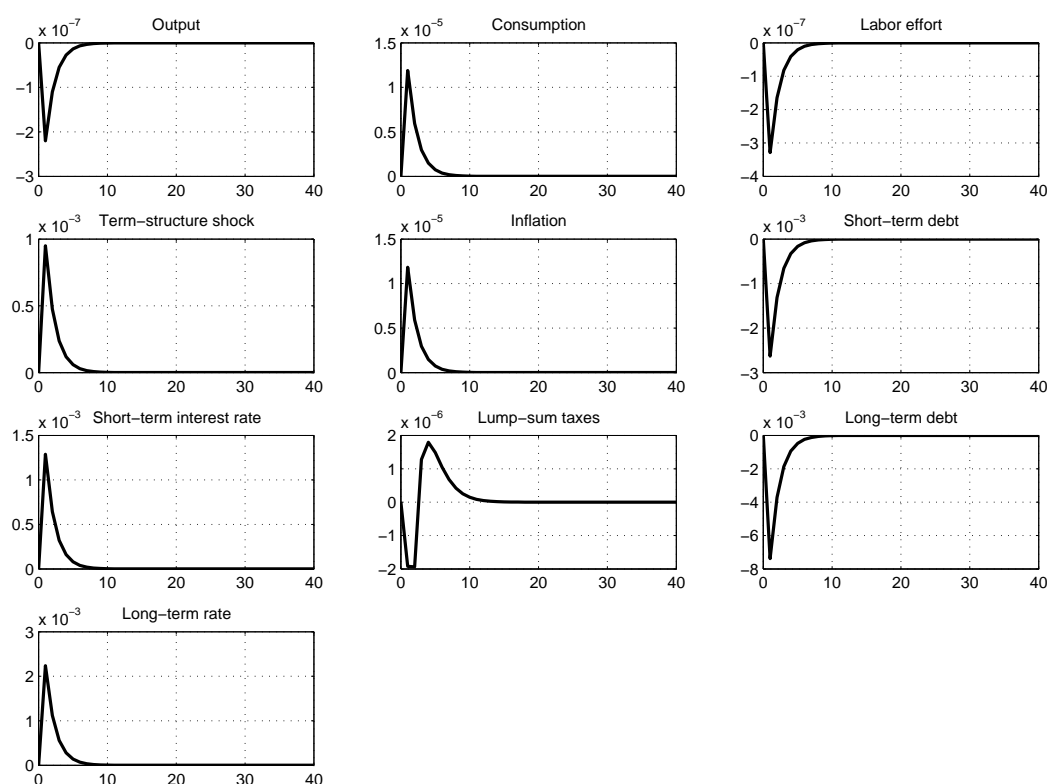 x 10−7
Output
0
−1
−2
−3
0 10 20 30 40
x 10−5
Consumption
1.5
1
0.5
0
0 10 20 30 40
x 10−7
Labor effort
0
−1
−2
−3
−4
0 10 20 30 40
x 10−3
Term−structure shock
1
0.5
0
0 10 20 30 40
x 10−5
Inflation
1.5
1
0.5
0
0 10 20 30 40
x 10−3
Short−term debt
0
−1
−2
−3
0 10 20 30 40
x 10−3
Short−term interest rate
1.5
1
0.5
0
0 10 20 30 40
x 10−6
Lump−sum taxes
2
1
0
−1
−2
0 10 20 30 40
x 10−3
Long−term debt
0
−2
−4
−6
−8
0 10 20 30 40
x 10−3
Long−term rate
3
2
1
0
0 10 20 30 40